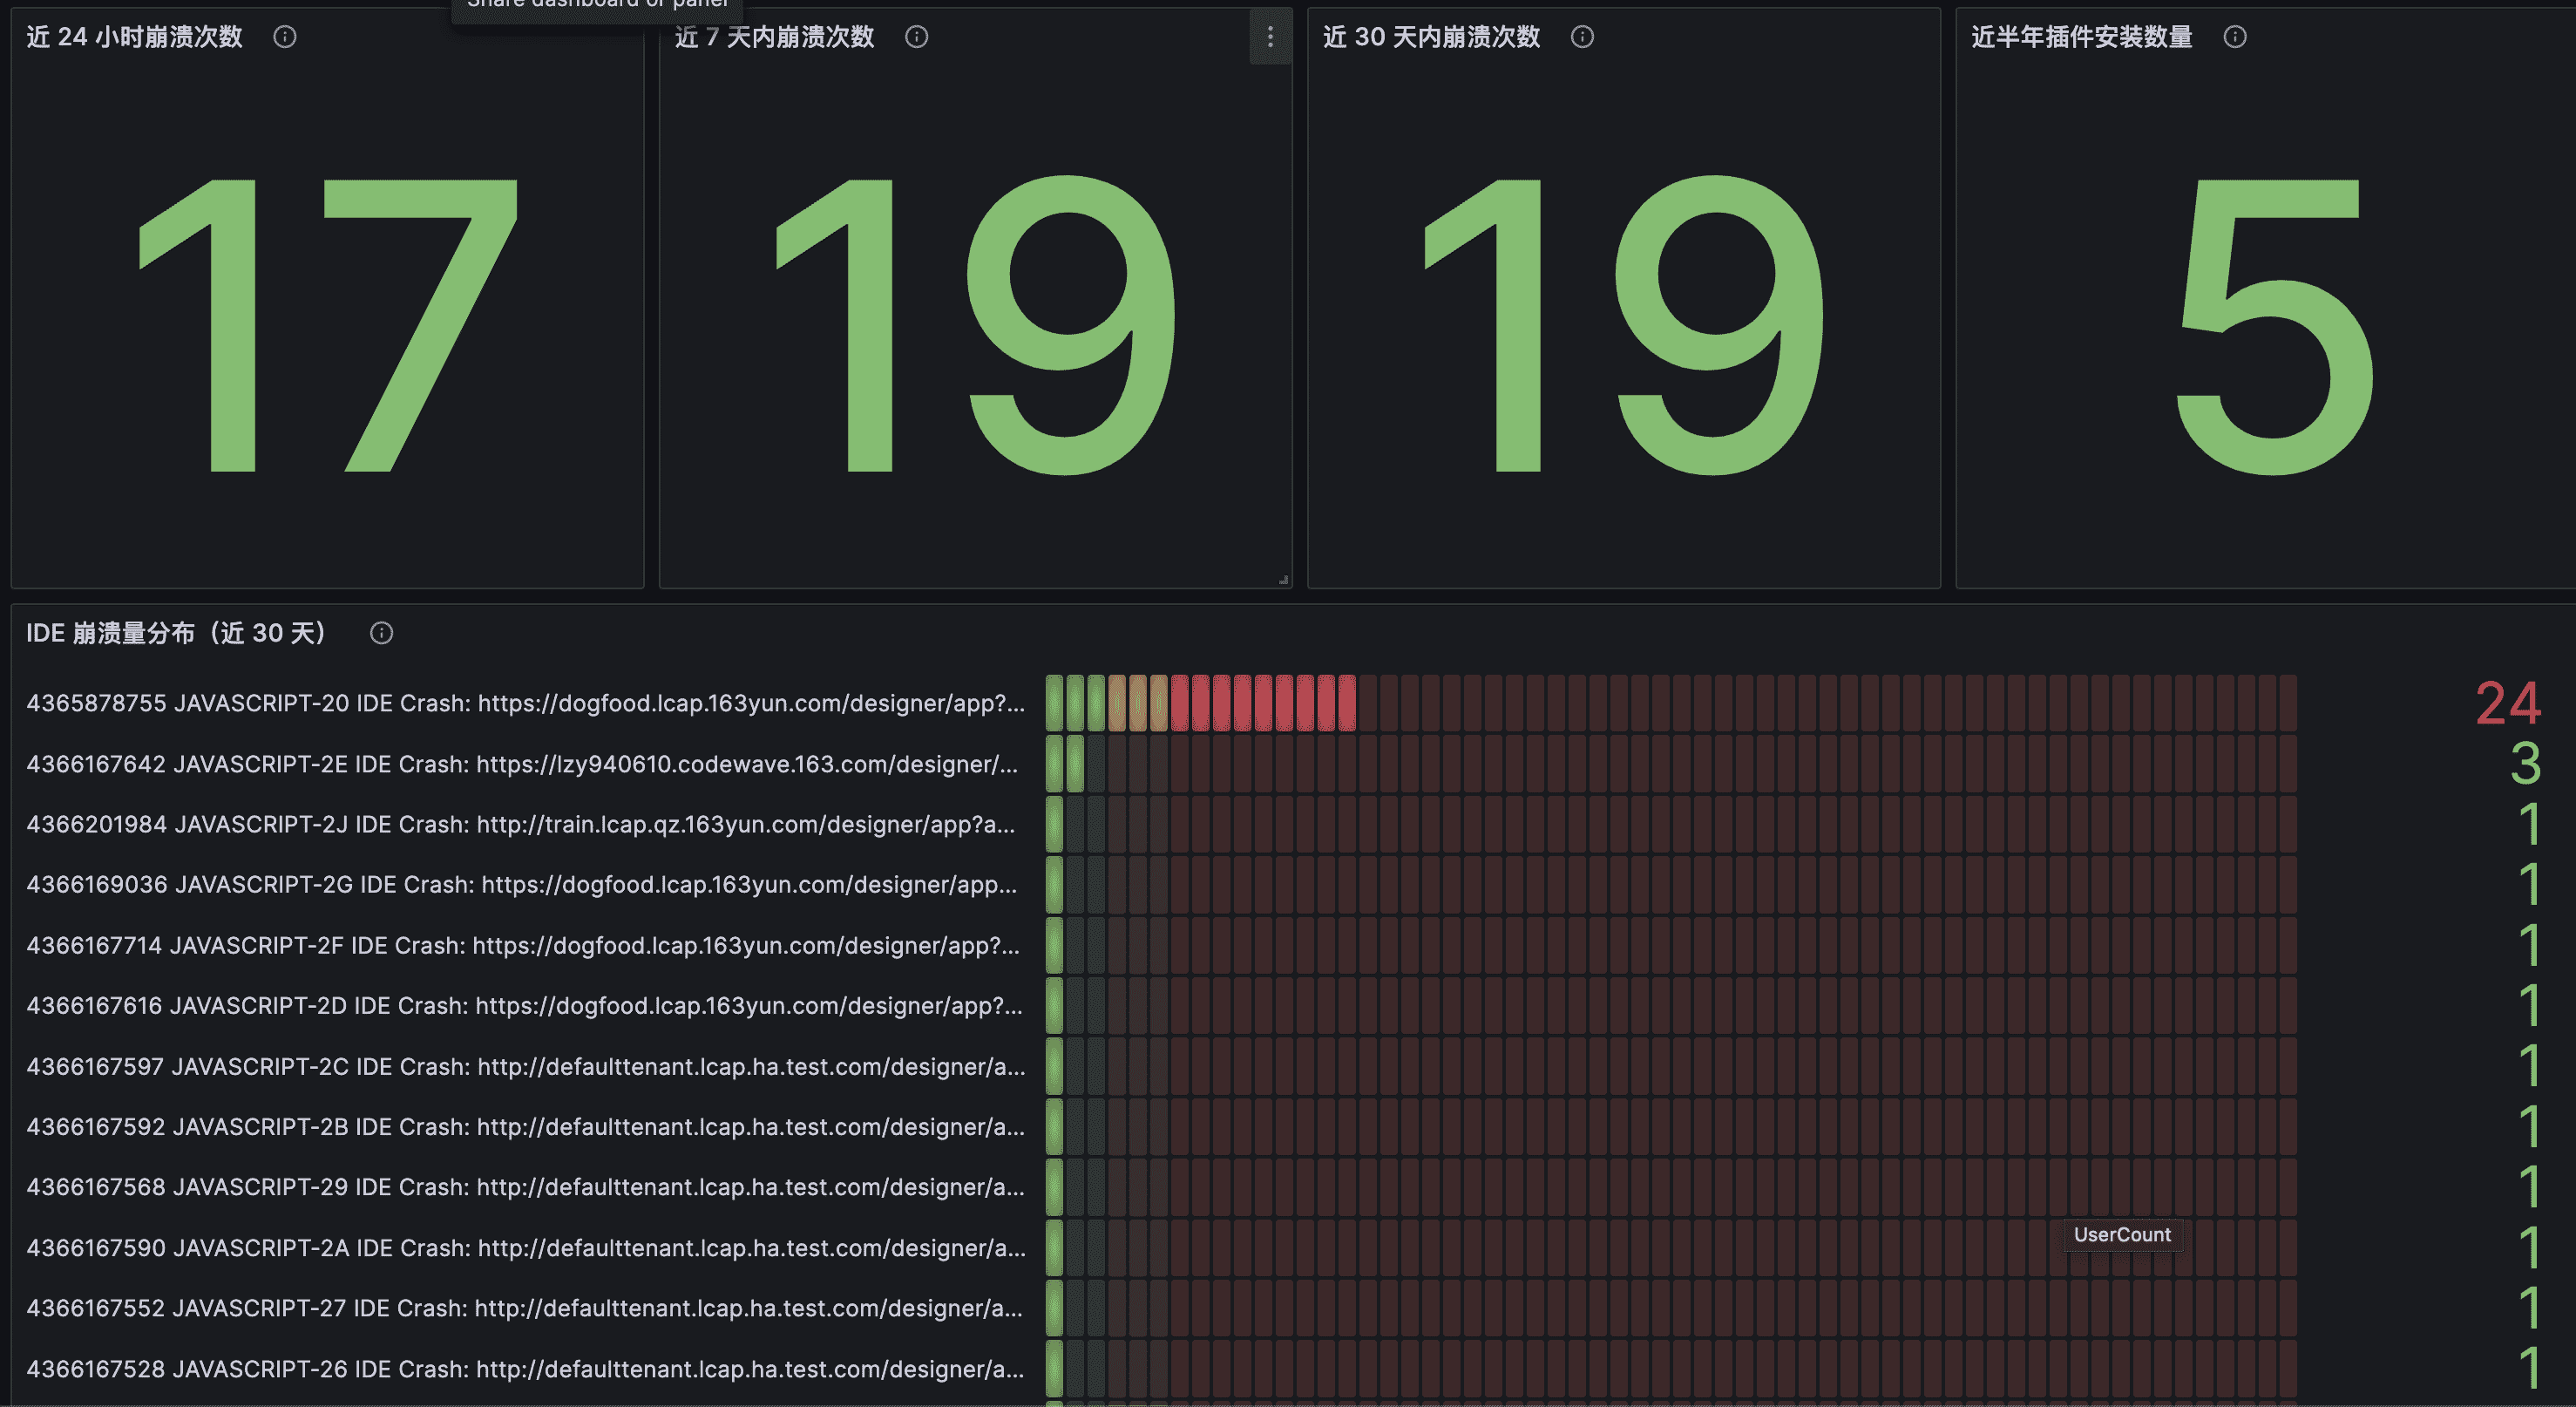 Share dashboard or panel
近 24 小时崩溃次数
近 7 天内崩溃次数
近 30 天内崩溃次数
近半年插件安装数量
17
19
19
5
IDE 崩溃量分布（近 30 天）
4365878755 JAVASCRIPT-20 IDE Crash: https://dogfood.lcap.163yun.com/designer/app?...
24
4366167642 JAVASCRIPT-2E IDE Crash: https://lzy940610.codewave.163.com/designer/...
3
4366201984 JAVASCRIPT-2J IDE Crash: http://train.lcap.qz.163yun.com/designer/app?a...
1
4366169036 JAVASCRIPT-2G IDE Crash: https://dogfood.lcap.163yun.com/designer/app...
1
4366167714 JAVASCRIPT-2F IDE Crash: https://dogfood.lcap.163yun.com/designer/app?...
1
4366167616 JAVASCRIPT-2D IDE Crash: https://dogfood.lcap.163yun.com/designer/app?...
1
4366167597 JAVASCRIPT-2C IDE Crash: http://defaulttenant.lcap.ha.test.com/designer/a...
1
4366167592 JAVASCRIPT-2B IDE Crash: http://defaulttenant.lcap.ha.test.com/designer/a...
1
4366167568 JAVASCRIPT-29 IDE Crash: http://defaulttenant.lcap.ha.test.com/designer/a...
1
4366167590 JAVASCRIPT-2A IDE Crash: http://defaulttenant.lcap.ha.test.com/designer/a...
UserCount
1
4366167552 JAVASCRIPT-27 IDE Crash: http://defaulttenant.lcap.ha.test.com/designer/a...
1
4366167528 JAVASCRIPT-26 IDE Crash: http://defaulttenant.lcap.ha.test.com/designer/a...
1